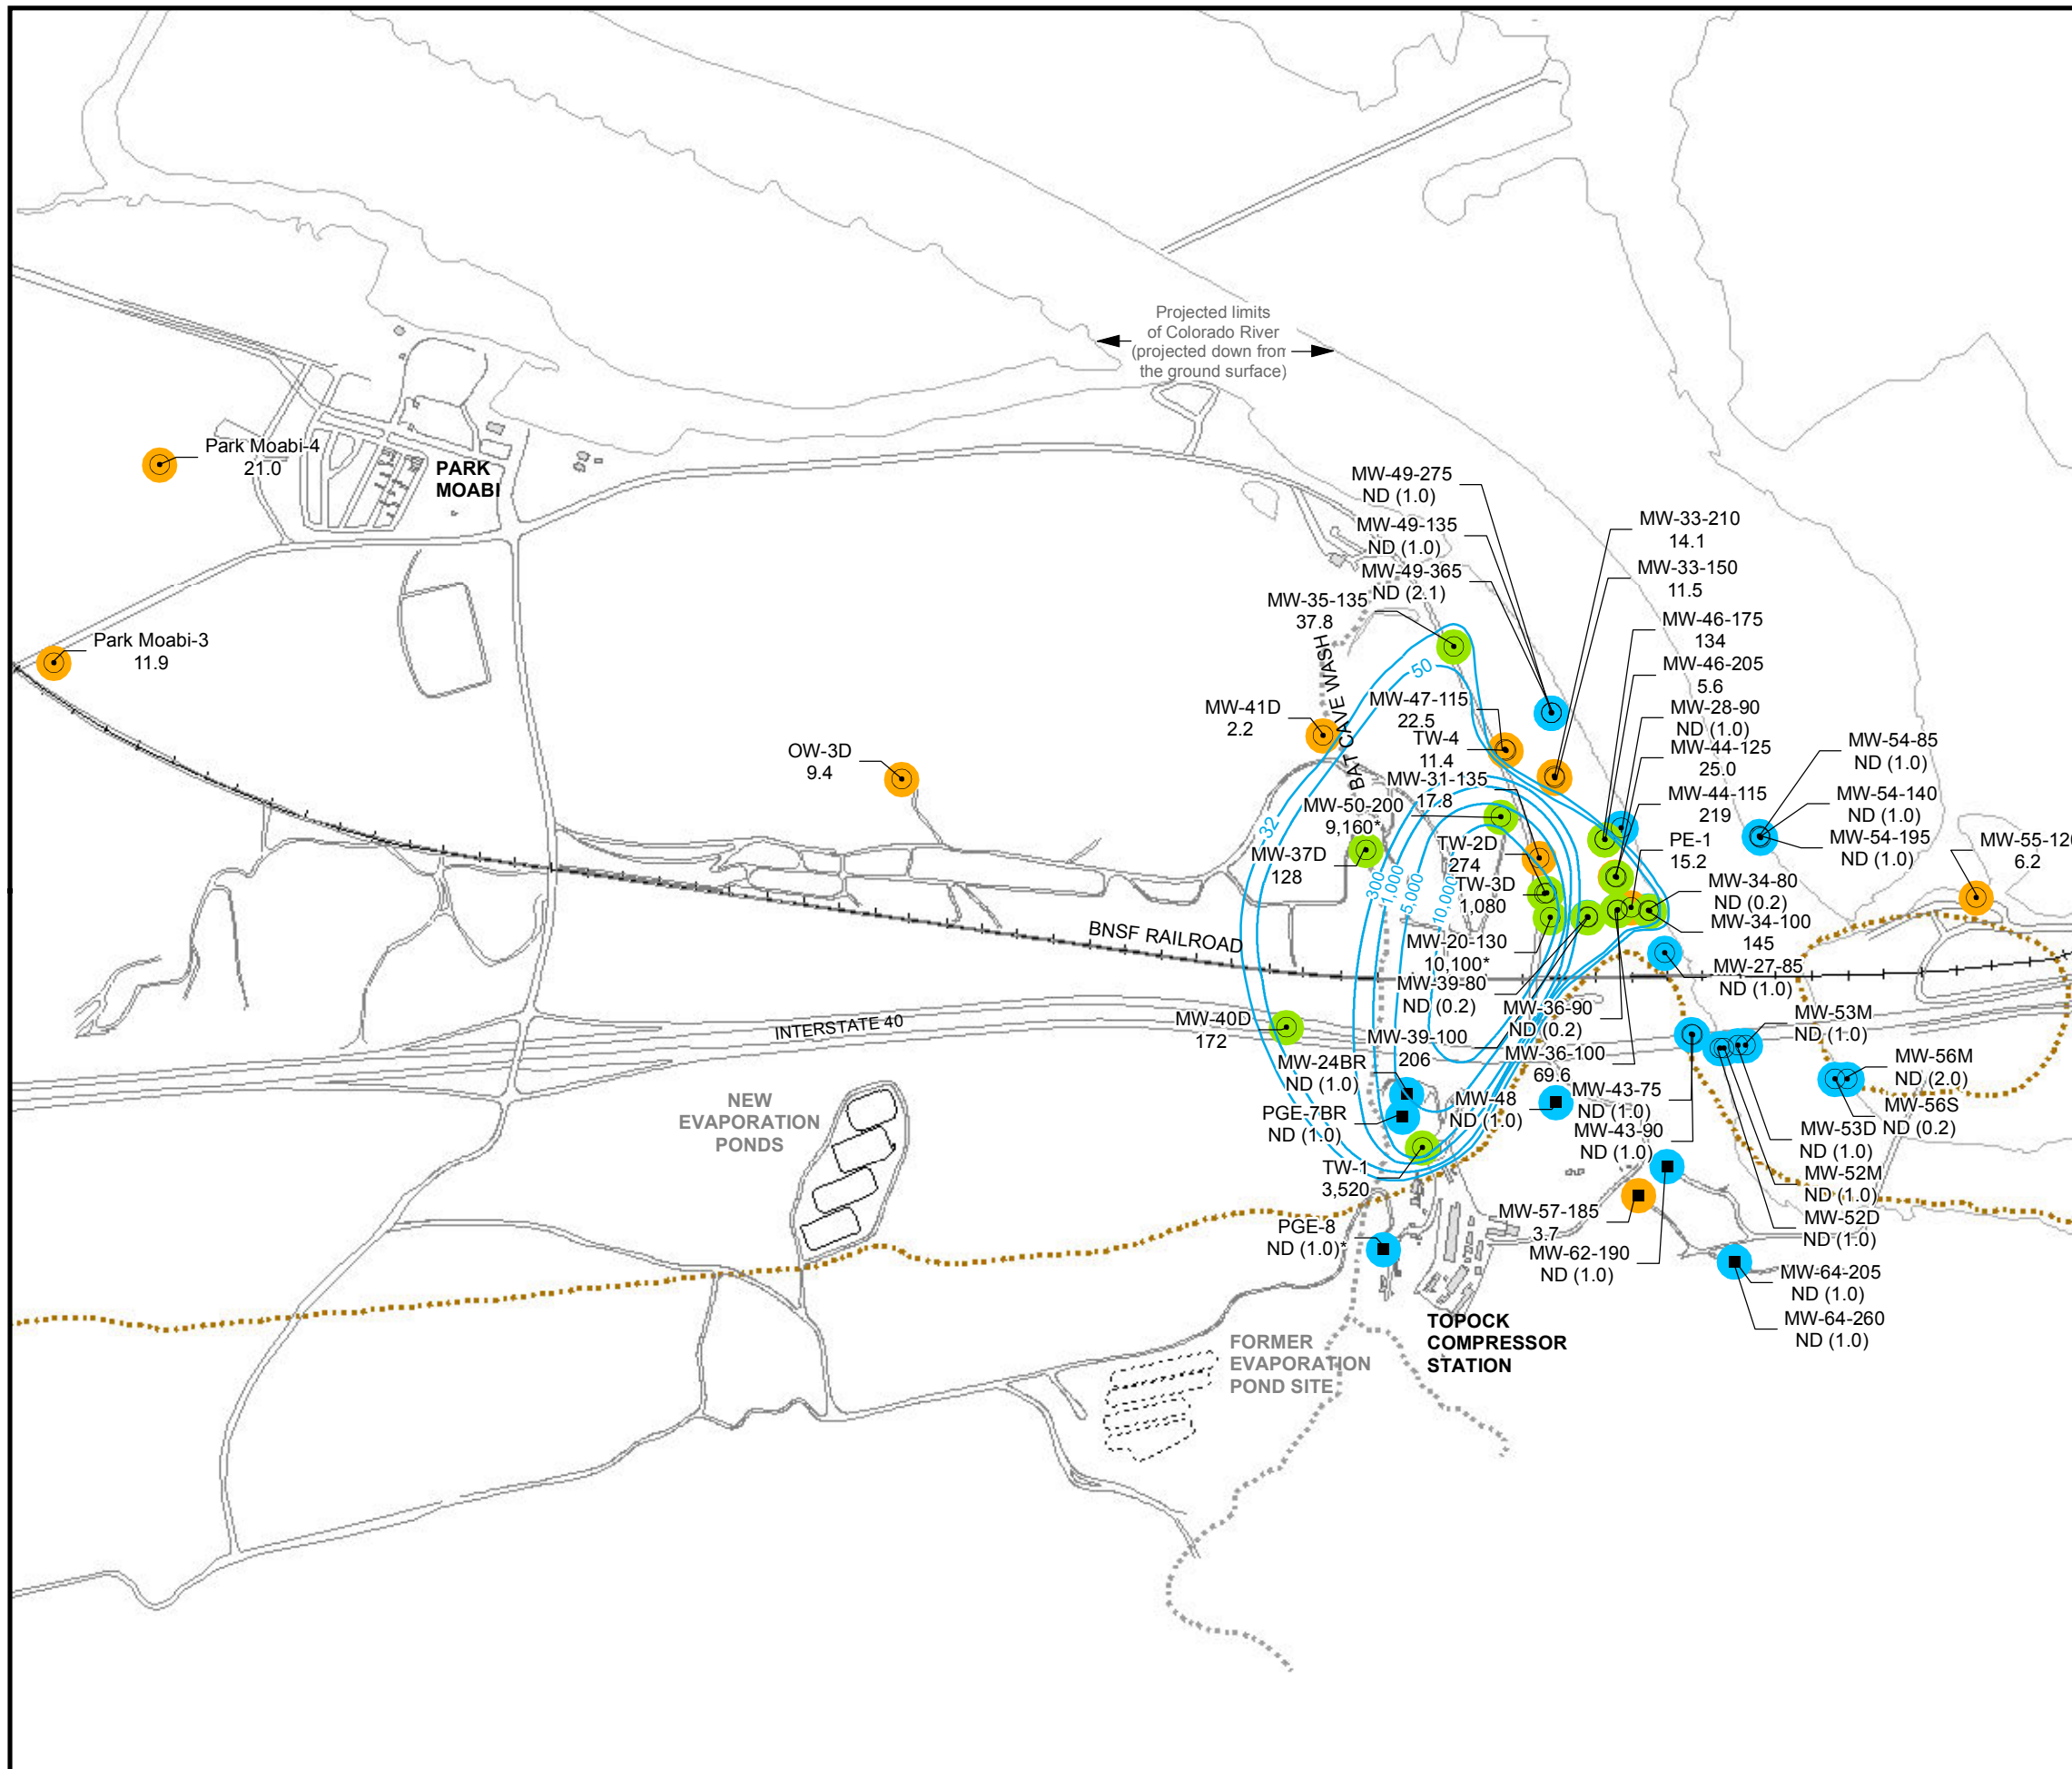 Projected limits
of Colorado River
(projected down from
the ground surface)
Park Moabi-4
21.0
PARK
MOABI
Park Moabi-3
11.9
OW-3D
9.4
MW-41D
2.2
MW-49-275
ND (1.0)
MW-49-135
ND (1.0)
MW-49-365
ND (2.1)
MW-35-135
37.8
MW-33-210
14.1
MW-33-150
11.5
MW-46-175
134
MW-46-205
5.6
MW-28-90
ND (1.0)
MW-44-125
25.0
MW-44-115
219
PE-1
15.2
MW-34-80
ND (0.2)
MW-34-100
145
MW-27-85
ND (1.0)
MW-54-85
ND (1.0)
MW-54-140
ND (1.0)
MW-54-195
ND (1.0)
MW-55-120
6.2
BAT CAVE WASH
50
32
300
1,000
5,000
10,000
MW-47-115
22.5
TW-4
11.4
MW-31-135
17.8
MW-50-200
9,160*
MW-37D
128
TW-2D
274
TW-3D
1,080
MW-20-130
10,100*
MW-39-80
ND (0.2)
MW-36-90
ND (0.2)
MW-39-100
206
MW-36-100
69.6
BNSF RAILROAD
INTERSTATE 40
MW-40D
172
MW-24BR
ND (1.0)
PGE-7BR
ND (1.0)
MW-48
ND (1.0)
MW-43-75
ND (1.0)
MW-43-90
ND (1.0)
MW-53M
ND (1.0)
MW-56M
ND (2.0)
MW-56S
ND (0.2)
MW-53D
ND (1.0)
MW-52M
ND (1.0)
MW-52D
ND (1.0)
TW-1
3,520
NEW
EVAPORATION
PONDS
PGE-8
ND (1.0)*
MW-57-185
3.7
MW-62-190
ND (1.0)
MW-64-205
ND (1.0)
MW-64-260
ND (1.0)
TOPOCK
COMPRESSOR
STATION
FORMER
EVAPORATION
POND SITE